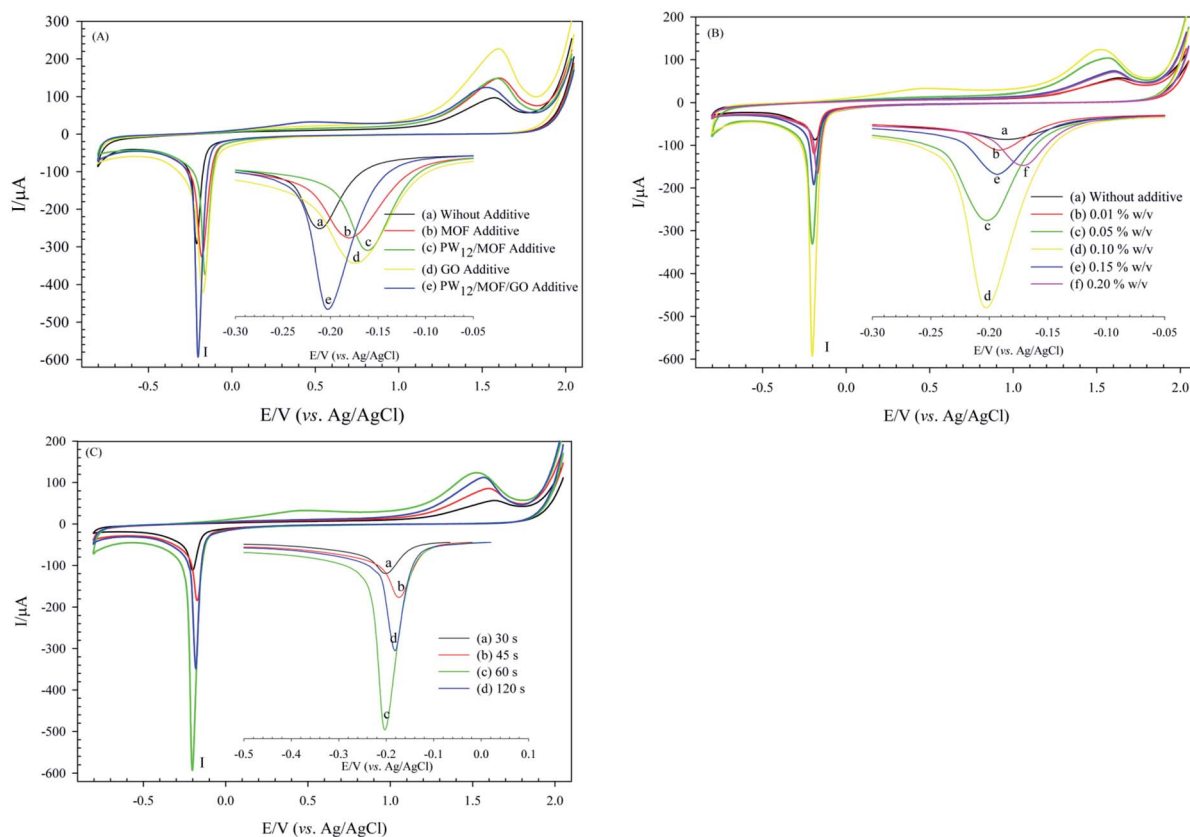 (A)
300
200
100
0
-100
-200
-300
-400
-500
-600
I/µA
a
b
c
d
e
(a) Wihout Additive
(b) MOF Additive
(c) PW12/MOF Additive
(d) GO Additive
(e) PW12/MOF/GO Additive
-0.30 -0.25 -0.20 -0.15 -0.10 -0.05
E/V (vs. Ag/AgCl)
I
-0.5 0.0 0.5 1.0 1.5 2.0
E/V (vs. Ag/AgCl)
(B)
200
100
0
-100
-200
-300
-400
-500
-600
I/µA
a
b
f
e
c
d
(a) Without additive
(b) 0.01 % w/v
(c) 0.05 % w/v
(d) 0.10 % w/v
(e) 0.15 % w/v
(f) 0.20 % w/v
-0.30 -0.25 -0.20 -0.15 -0.10 -0.05
E/V (vs. Ag/AgCl)
I
-0.5 0.0 0.5 1.0 1.5 2.0
E/V (vs. Ag/AgCl)
(C)
200
100
0
-100
-200
-300
-400
-500
-600
I/µA
a
b
d
c
(a) 30 s
(b) 45 s
(c) 60 s
(d) 120 s
-0.5 -0.4 -0.3 -0.2 -0.1 0.0 0.1
E/V (vs. Ag/AgCl)
I
-0.5 0.0 0.5 1.0 1.5 2.0
E/V (vs. Ag/AgCl)